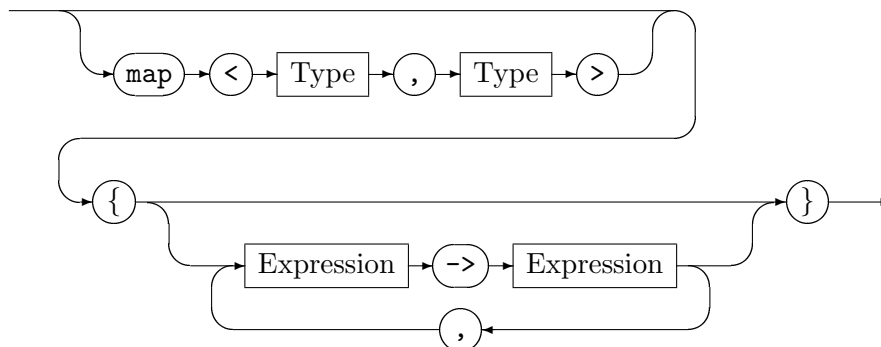 map < Type , Type >
{ }
Expression -> Expression
,